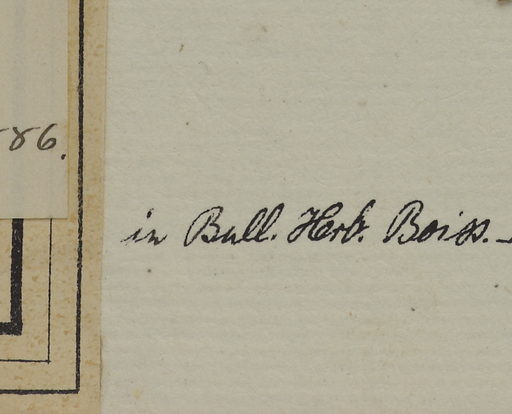 86.
in Bull. Herb. Boiss. -